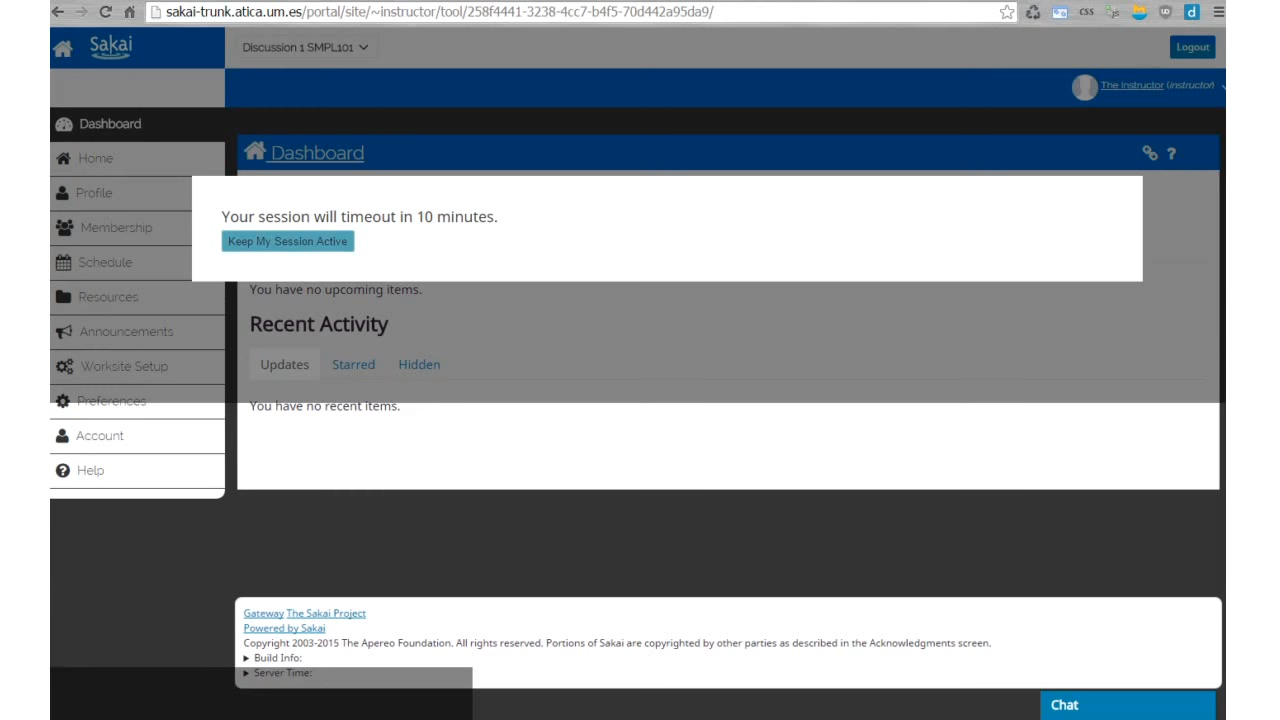 sakai-trunk.atica.um.es/portal/site/~instructor/tool/258f4441-3238-4cc7-b4f5-70d442a95da9/
CSS
js
d
Sakai
Discussion 1 SMPL101
Logout
The Instructor (instructor)
Dashboard
Home
Profile
Membership
Schedule
Resources
Announcements
Worksite Setup
Preferences
Account
Help
Dashboard
?
Your session will timeout in 10 minutes.
Keep My Session Active
You have no upcoming items.
Recent Activity
Updates Starred Hidden
You have no recent items.
Gateway The Sakai Project
Powered by Sakai
Copyright 2003-2015 The Apereo Foundation. All rights reserved. Portions of Sakai are copyrighted by other parties as described in the Acknowledgments screen.
Build Info:
Server Time:
Chat